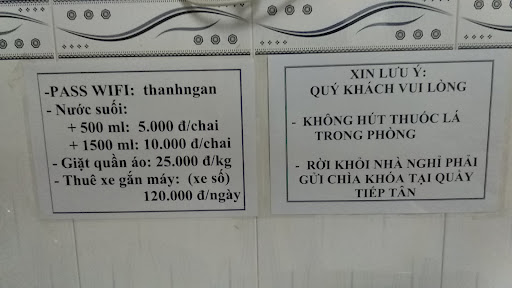 -PASS WIFI: thanhngan
- Nước suối:
+ 500 ml: 5.000 đ/chai
+ 1500 ml: 10.000 đ/chai
- Giặt quần áo: 25.000 đ/kg
- Thuê xe gắn máy: (xe số)
120.000 đ/ngày
XIN LƯU Ý:
QUÝ KHÁCH VUI LÒNG
- KHÔNG HÚT THUỐC LÁ
TRONG PHÒNG
- RỜI KHỎI NHÀ NGHỈ PHẢI
GỬI CHÌA KHÓA TẠI QUẦY
TIẾP TÂN